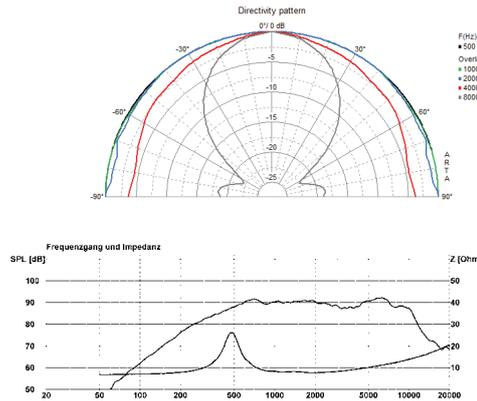 Directivity pattern
0°/ 0 dB
-30° 30°
F(Hz)
500
-5
Overl
1000
2000
-10
4000
8000
-60° 60°
-15
-20
A
R
T
A
-25
-90° 90°
Frequenzgang und Impedanz
SPL [dB] Z [Ohm
100 50
90 40
80 30
70 20
60 10
50
20 50 100 200 500 1000 2000 5000 10000 20000